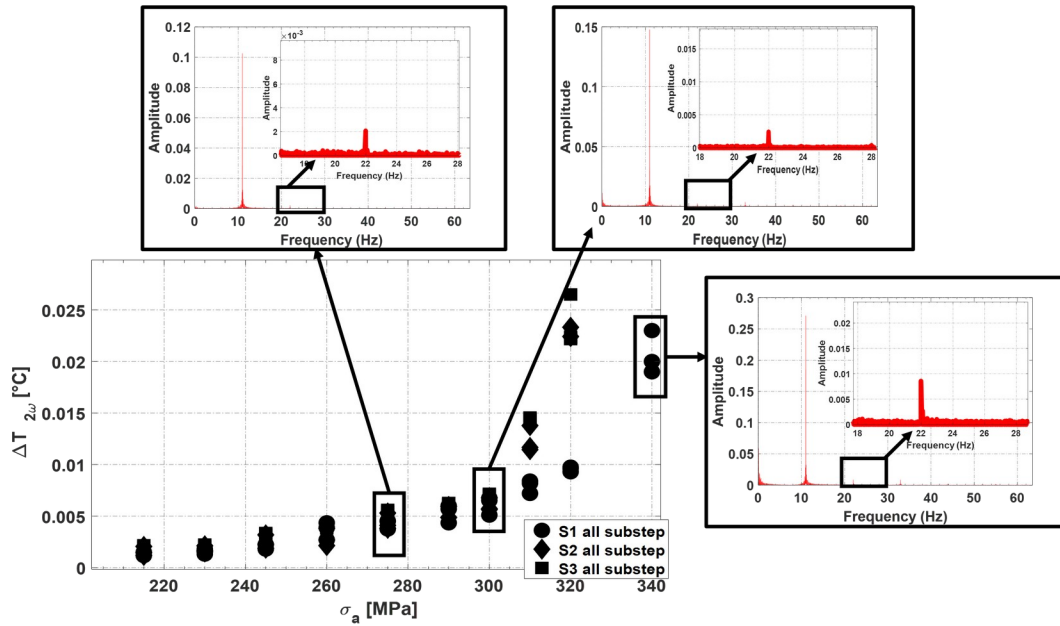 0.12
0.1
0.08
0.06
0.04
0.02
0
Amplitude
0 10 20 30 40 50 60
Frequency (Hz)
×10⁻³
8
6
4
2
0
Amplitude
18 20 22 24 26 28
Frequency (Hz)
0.15
0.1
0.05
0
Amplitude
0 10 20 30 40 50 60
Frequency (Hz)
0.015
0.01
0.005
0
Amplitude
18 20 22 24 26 28
Frequency (Hz)
0.025
0.02
0.015
0.01
0.005
0
ΔT 2ω [°C]
220 240 260 280 300 320 340
σa [MPa]
S1 all substep
S2 all substep
S3 all substep
0.3
0.25
0.2
0.15
0.1
0.05
0
Amplitude
0 10 20 30 40 50 60
Frequency (Hz)
0.02
0.015
0.01
0.005
0
Amplitude
18 20 22 24 26 28
Frequency (Hz)